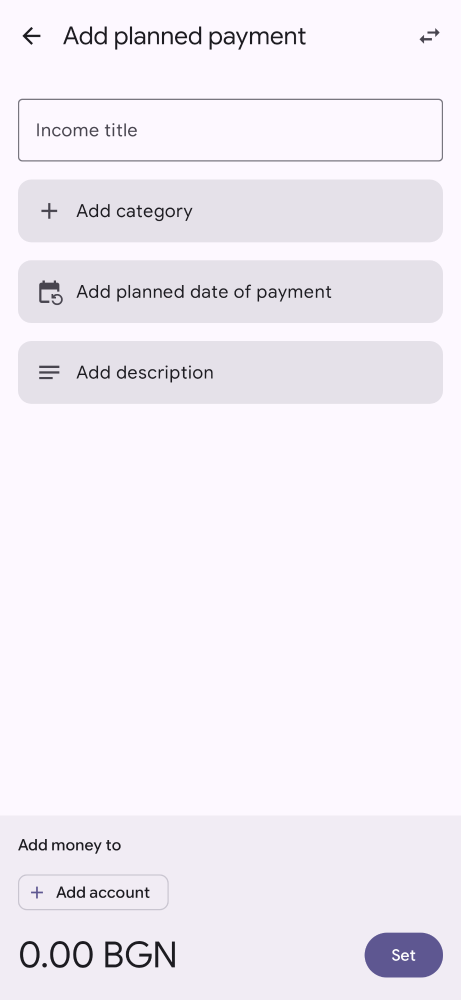 Add planned payment
Income title
Add category
Add planned date of payment
Add description
Add money to
Add account
0.00 BGN
Set